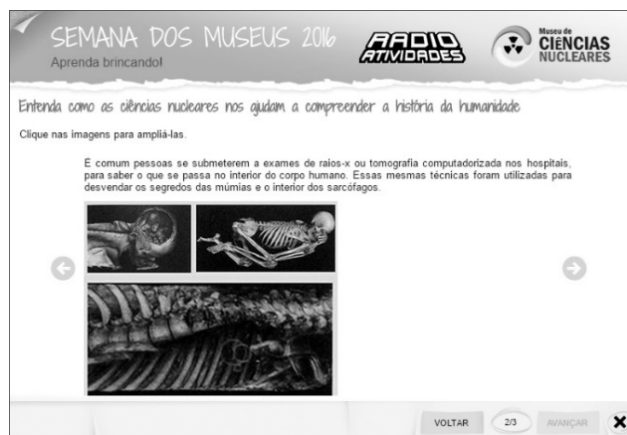 SEMANA DOS MUSEUS 2016
Aprenda brincando!
RADIO
ATIVIDADES
Museu de
CIÊNCIAS
NUCLEARES
Entenda como as ciências nucleares nos ajudam a compreender a história da humanidade
Clique nas imagens para ampliá-las.
É comum pessoas se submeterem a exames de raios-x ou tomografia computadorizada nos hospitais,
para saber o que se passa no interior do corpo humano. Essas mesmas técnicas foram utilizadas para
desvendar os segredos das múmias e o interior dos sarcófagos.
VOLTAR 2/3 AVANÇAR